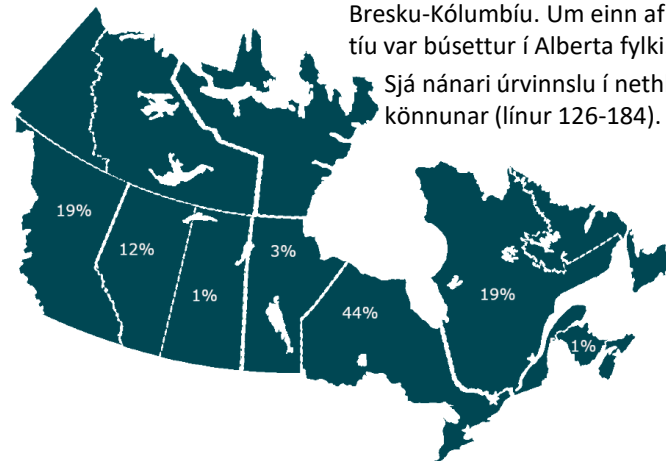 Bresku-Kólumbíu. Um einn af
tíu var búsettur í Alberta fylki
Sjá nánari úrvinnslu í neth
könnunar (línur 126-184).
19%
12%
1%
3%
44%
19%
1%